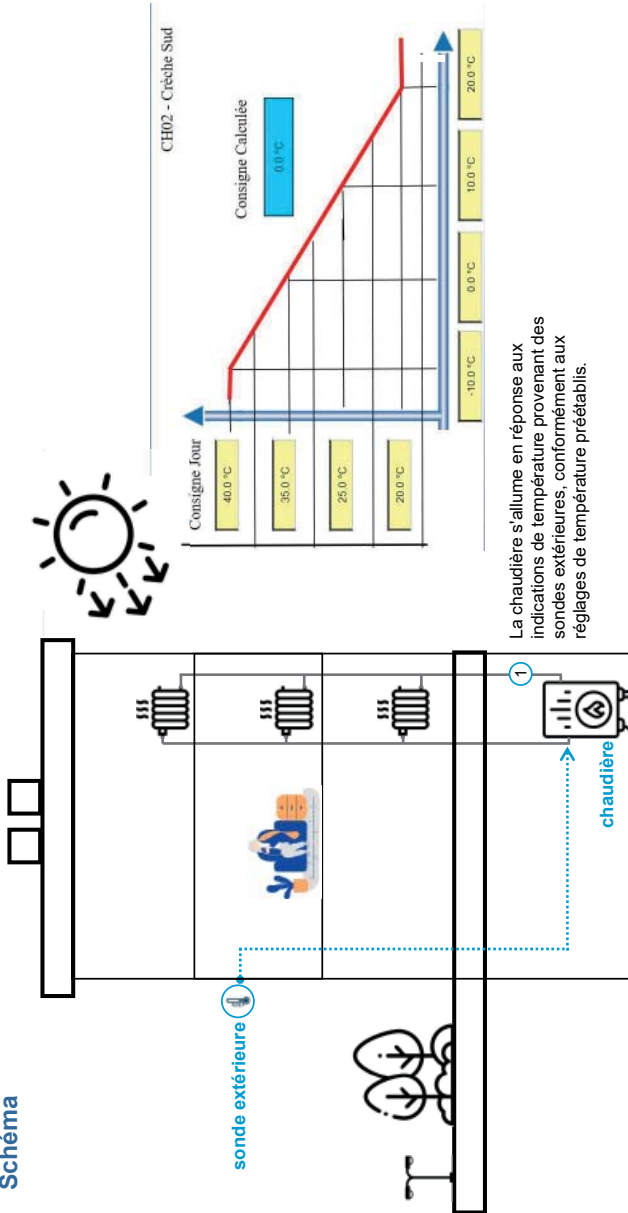 Schéma
CH02 - Crèche Sud
Consigne Jour
Consigne Calculée
0.0 °C
40.0 °C
35.0 °C
25.0 °C
20.0 °C
-10.0 °C
0.0 °C
10.0 °C
20.0 °C
sonde extérieure
1
chaudière
La chaudière s'allume en réponse aux
indications de température provenant des
sondes extérieures, conformément aux
réglages de température préétablis.